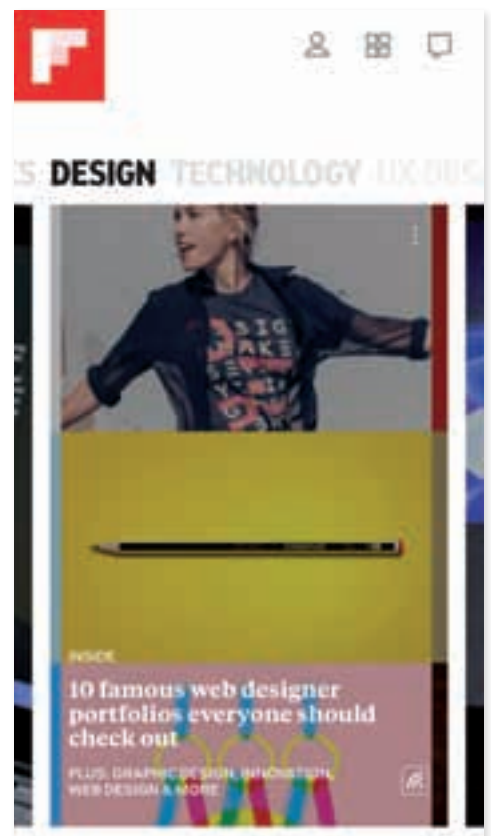 DESIGN TECHNOLOGY
INSIDE
10 famous web designer
portfolios everyone should
check out
PLUS, GRAPHIC DESIGN, INNOVATION,
WEB DESIGN & MORE